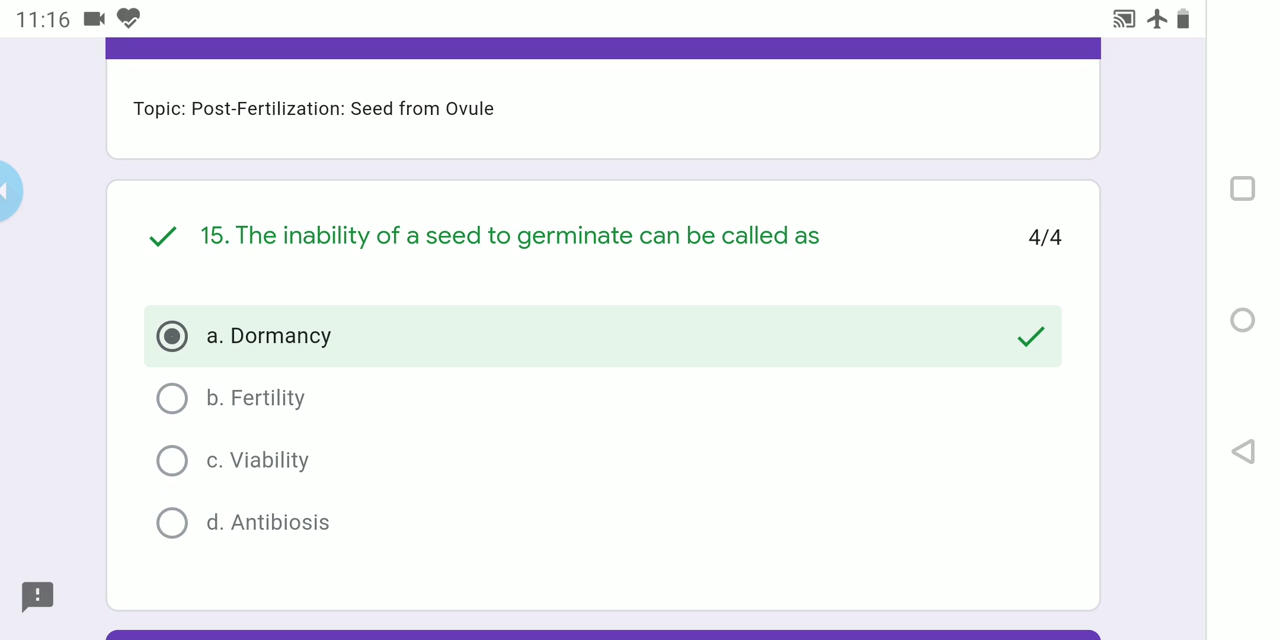 11:16
Topic: Post-Fertilization: Seed from Ovule
15. The inability of a seed to germinate can be called as
4/4
a. Dormancy
b. Fertility
c. Viability
d. Antibiosis